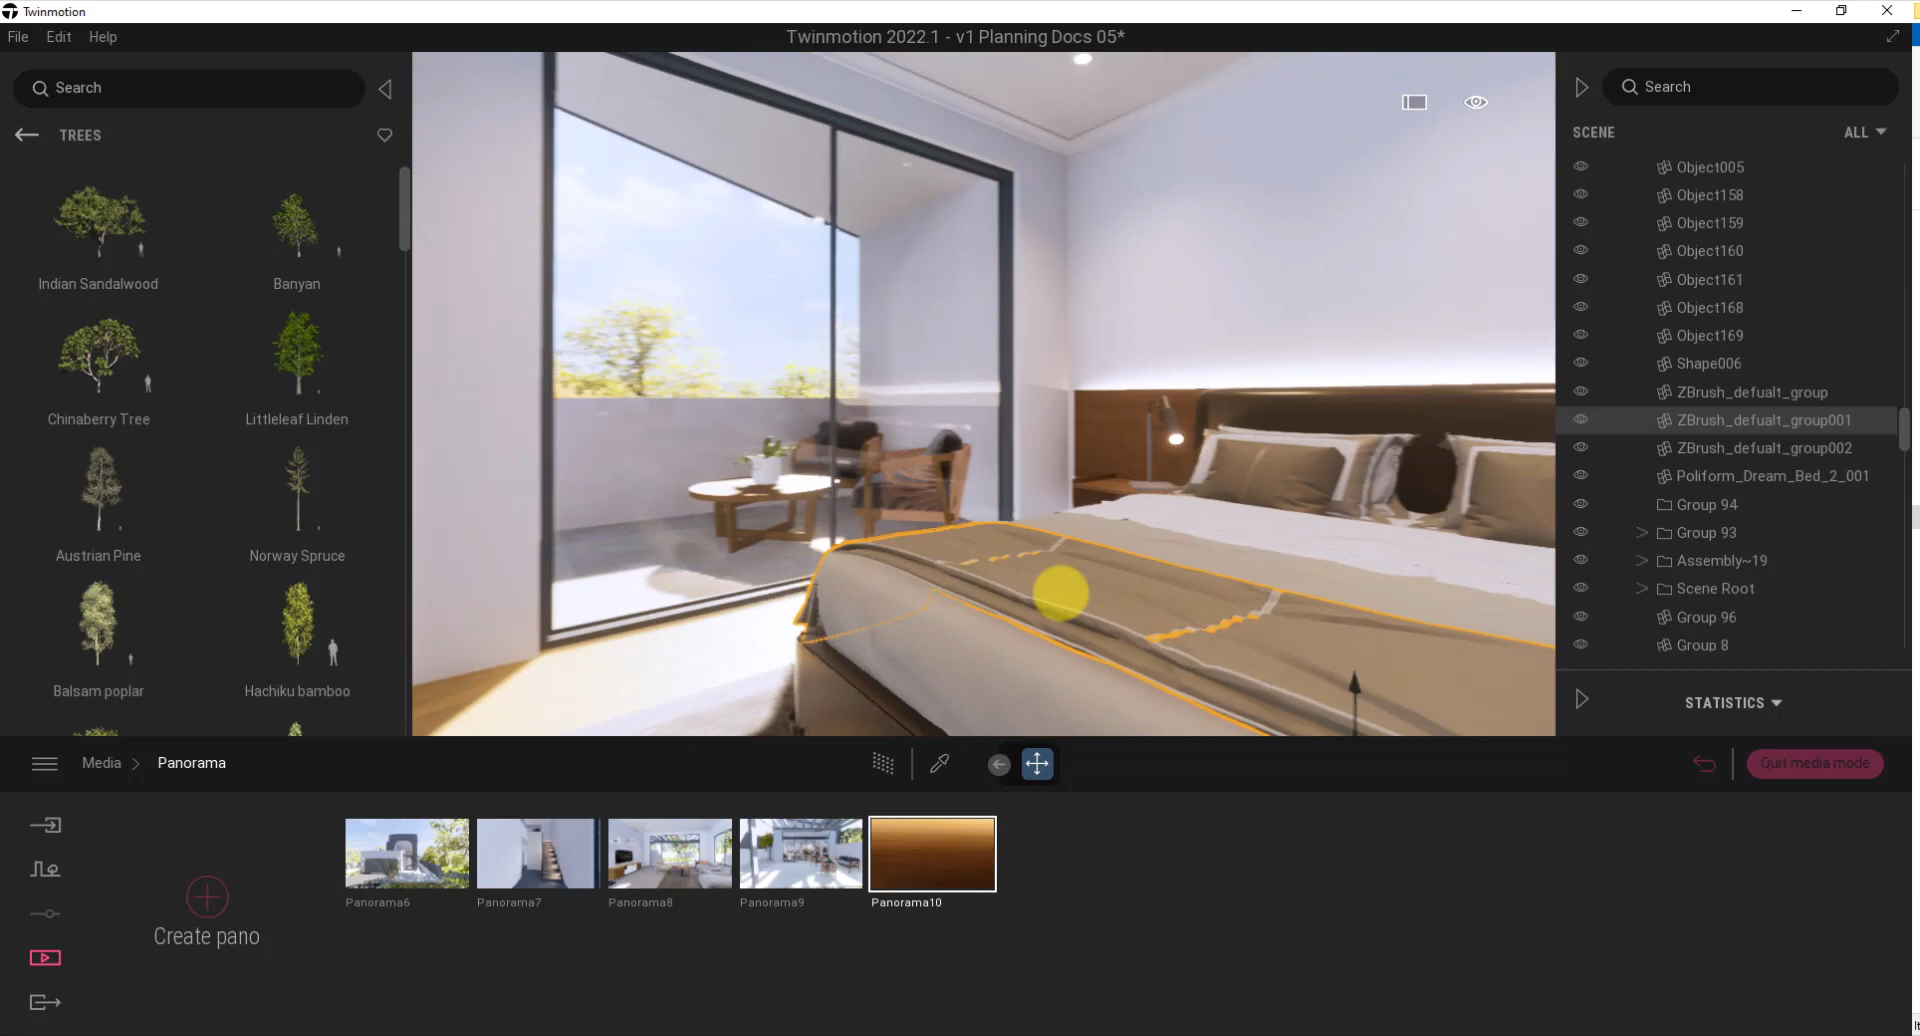 Twinmotion
File Edit Help
Twinmotion 2022.1 - v1 Planning Docs 05*
Search
TREES
Indian Sandalwood
Banyan
Chinaberry Tree
Littleleaf Linden
Austrian Pine
Norway Spruce
Balsam poplar
Hachiku bamboo
Search
SCENE
ALL
Object005
Object158
Object159
Object160
Object161
Object168
Object169
Shape006
ZBrush_defualt_group
ZBrush_defualt_group001
ZBrush_defualt_group002
Poliform_Dream_Bed_2_001
Group 94
Group 93
Assembly~19
Scene Root
Group 96
Group 8
STATISTICS
Media > Panorama
Quit media mode
Create pano
Panorama6
Panorama7
Panorama8
Panorama9
Panorama10